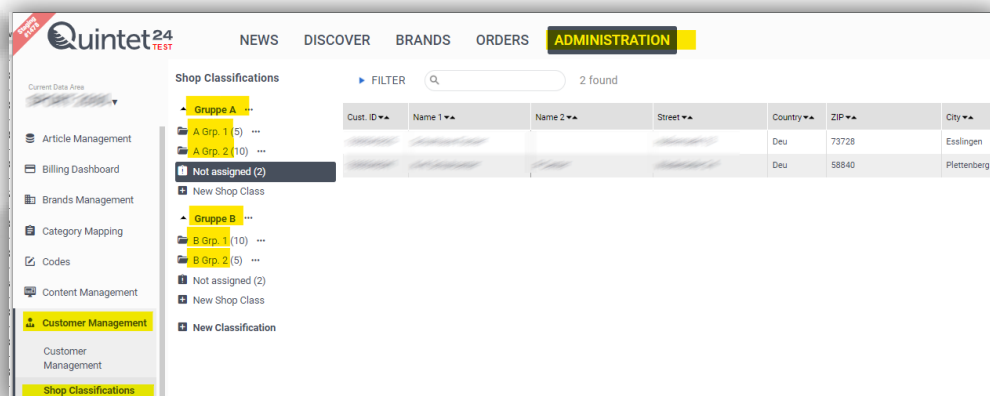 Staging
Quintet24
TEST
NEWS DISCOVER BRANDS ORDERS ADMINISTRATION
Current Data Area
Article Management
Billing Dashboard
Brands Management
Category Mapping
Codes
Content Management
Customer Management
Customer
Management
Shop Classifications
Shop Classifications
Gruppe A ...
A Grp. 1 (5) ...
A Grp. 2 (10) ...
Not assigned (2)
New Shop Class
Gruppe B ...
B Grp. 1 (10) ...
B Grp. 2 (5) ...
Not assigned (2)
New Shop Class
New Classification
FILTER 2 found
Cust. ID Name 1 Name 2 Street Country ZIP City
Deu 73728 Esslingen
Deu 58840 Plettenberg